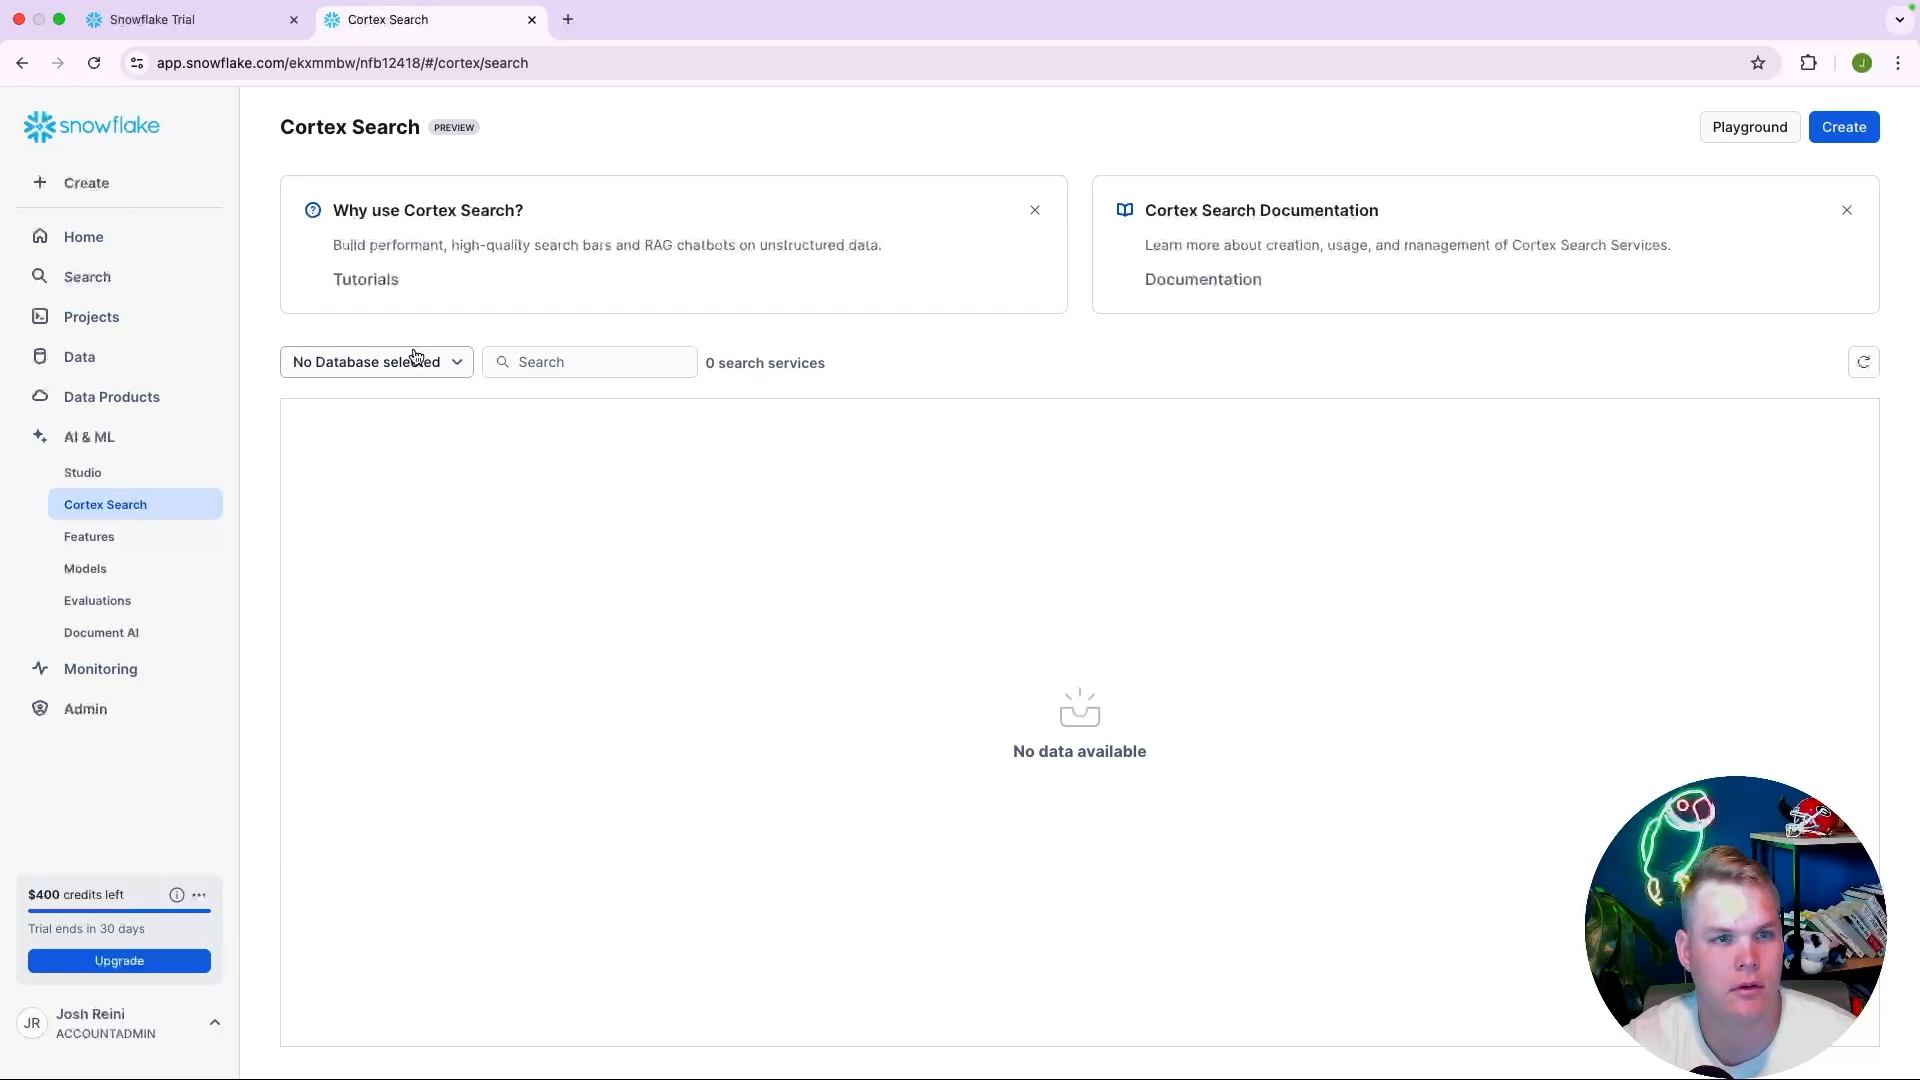 Snowflake Trial
Cortex Search
app.snowflake.com/ekxmmbw/nfb12418/#/cortex/search
J
snowflake
Create
Home
Search
Projects
Data
Data Products
AI & ML
Studio
Cortex Search
Features
Models
Evaluations
Document AI
Monitoring
Admin
$400 credits left
Trial ends in 30 days
Upgrade
JR
Josh Reini
ACCOUNTADMIN
Cortex Search PREVIEW
Playground
Create
Why use Cortex Search?
Build performant, high-quality search bars and RAG chatbots on unstructured data.
Tutorials
Cortex Search Documentation
Learn more about creation, usage, and management of Cortex Search Services.
Documentation
No Database selected
Search
0 search services
No data available